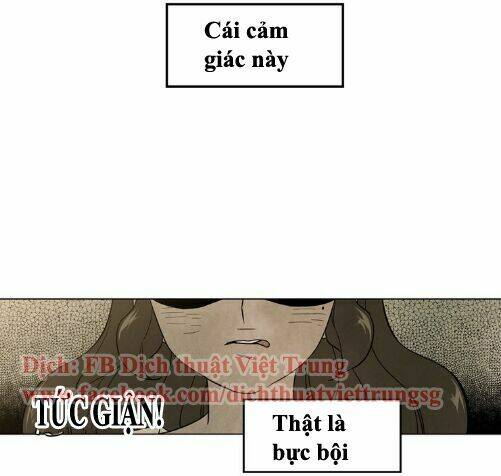 Cái cảm
giác này
Dịch: FB Dịch thuật Việt Trung
www.facebook.com/dichthuatviettrungsg
TÚC GIẬN!
Thật là
bực bội